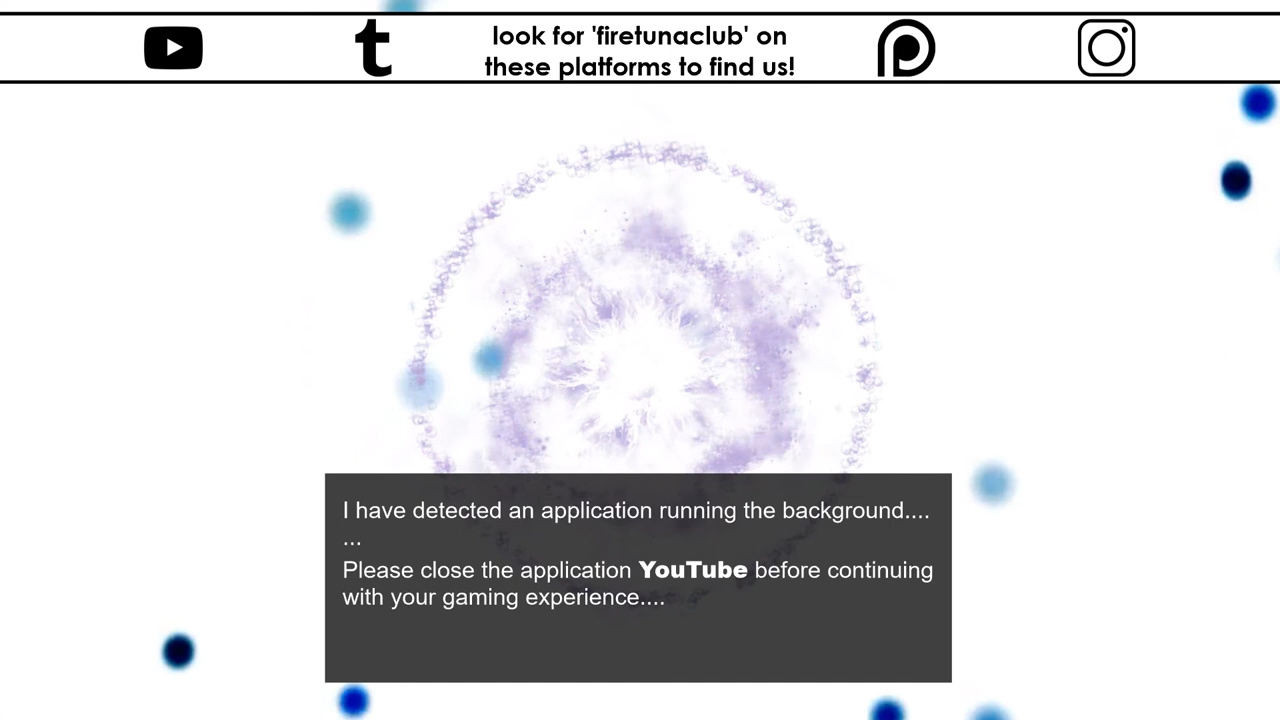 look for 'firetunaclub' on
these platforms to find us!
I have detected an application running the background....
...
Please close the application YouTube before continuing
with your gaming experience....